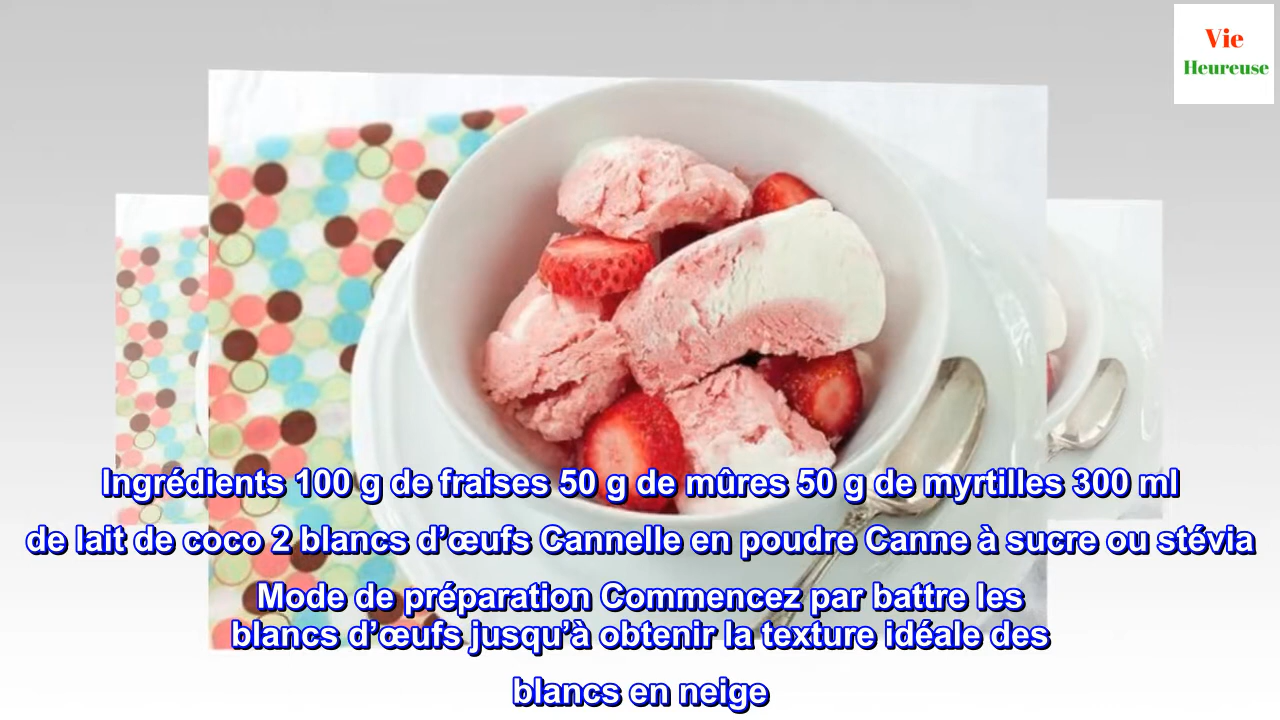 Vie
Heureuse
Ingrédients 100 g de fraises 50 g de mûres 50 g de myrtilles 300 ml
de lait de coco 2 blancs d’œufs Cannelle en poudre Canne à sucre ou stévia
Mode de préparation Commencez par battre les
blancs d’œufs jusqu’à obtenir la texture idéale des
blancs en neige